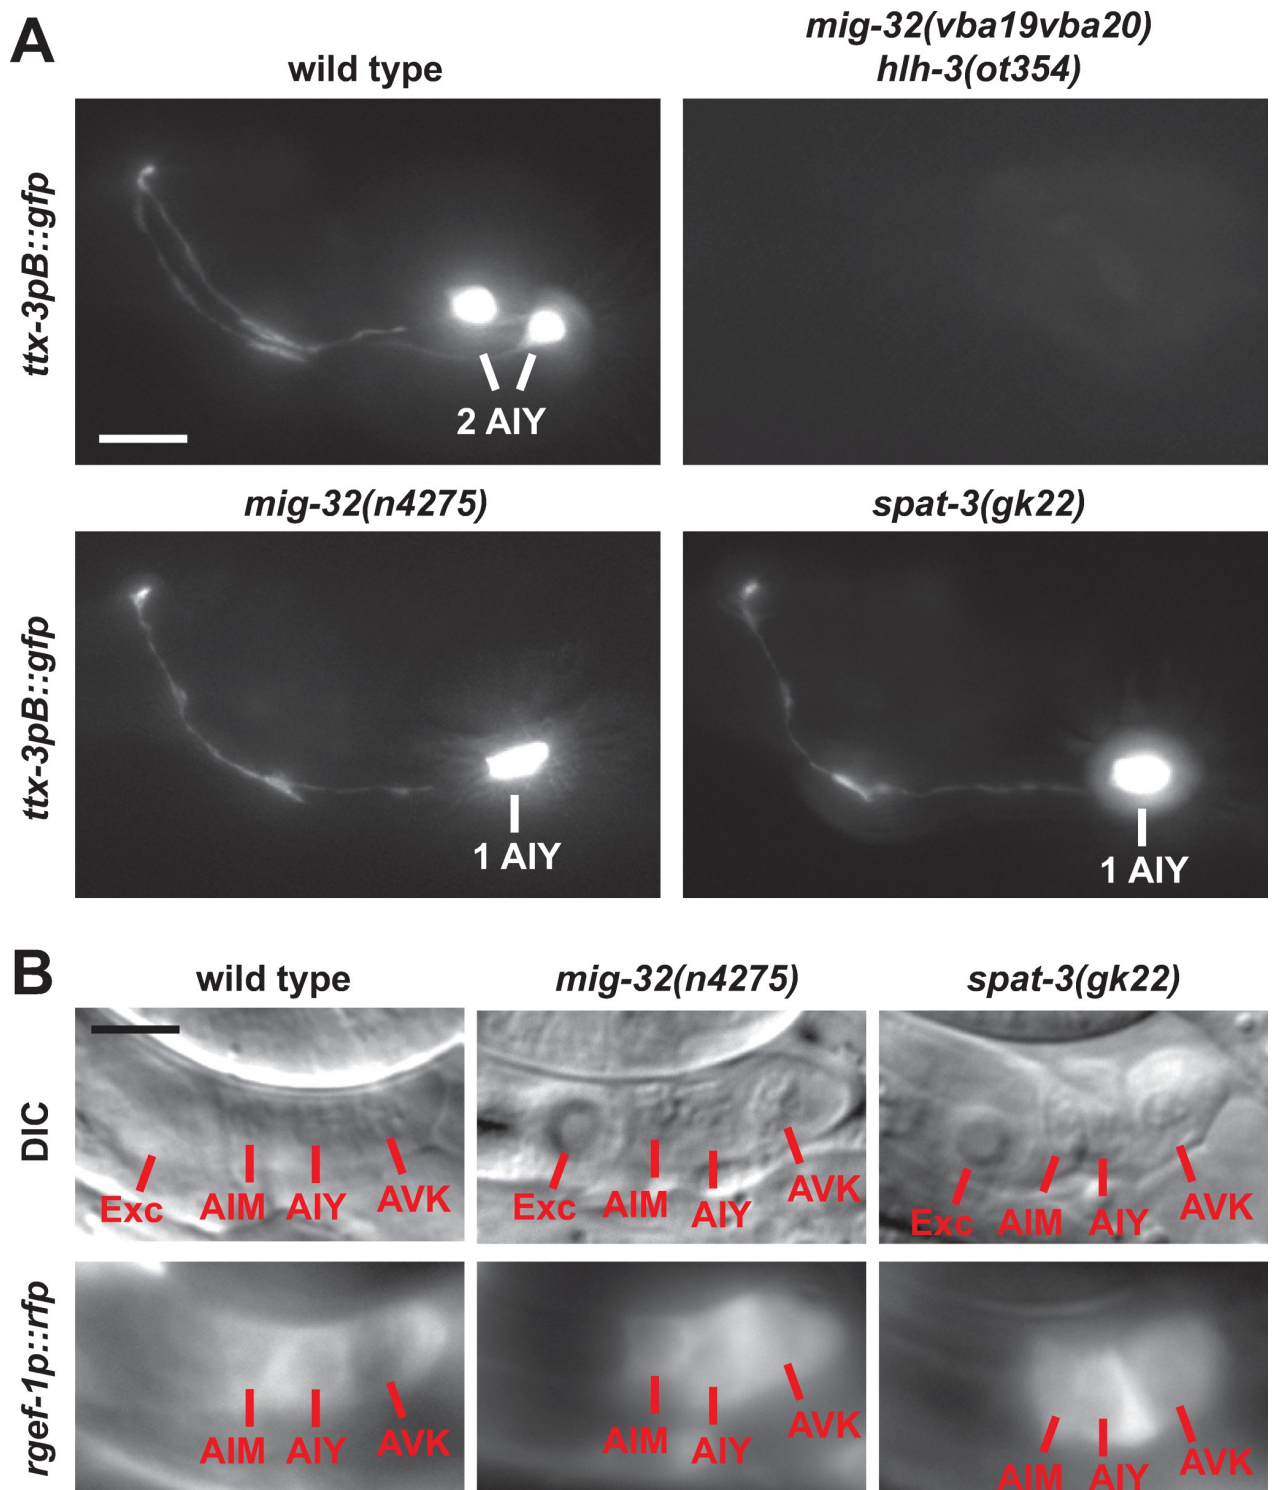 A
wild type
mig-32(vba19vba20)
hlh-3(ot354)
ttx-3pB::gfp
2 AIY
mig-32(n4275)
spat-3(gk22)
ttx-3pB::gfp
1 AIY
1 AIY
B
wild type
mig-32(n4275)
spat-3(gk22)
DIC
Exc AIM AIY AVK
Exc AIM AIY AVK
Exc AIM AIY AVK
rgef-1p::rfp
AIM AIY AVK
AIM AIY AVK
AIM AIY AVK